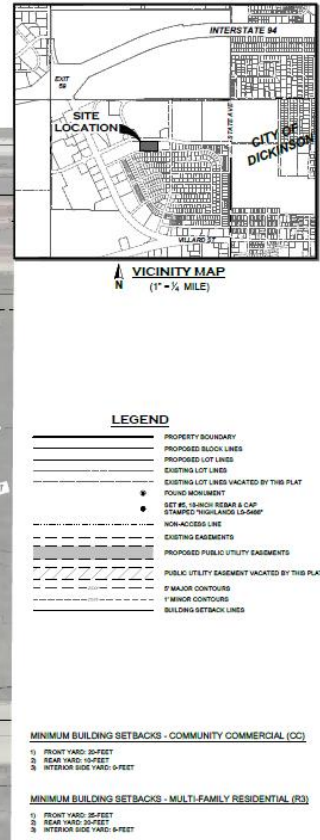 INTERSTATE 94
EXIT
59
SITE
LOCATION
STATE AVE
CITY OF
DICKINSON
VILLARD ST
N
VICINITY MAP
(1" = ¼ MILE)
LEGEND
PROPERTY BOUNDARY
PROPOSED BLOCK LINES
PROPOSED LOT LINES
EXISTING LOT LINES
EXISTING LOT LINES VACATED BY THIS PLAT
FOUND MONUMENT
SET #5, 18-INCH REBAR & CAP
STAMPED "HIGHLANDS LS-5466"
NON-ACCESS LINE
EXISTING EASEMENTS
PROPOSED PUBLIC UTILITY EASEMENTS
PUBLIC UTILITY EASEMENT VACATED BY THIS PLAT
5' MAJOR CONTOURS
1' MINOR CONTOURS
BUILDING SETBACK LINES
MINIMUM BUILDING SETBACKS - COMMUNITY COMMERCIAL (CC)
1) FRONT YARD: 20-FEET
2) REAR YARD: 10-FEET
3) INTERIOR SIDE YARD: 0-FEET
MINIMUM BUILDING SETBACKS - MULTI-FAMILY RESIDENTIAL (R3)
1) FRONT YARD: 25-FEET
2) REAR YARD: 20-FEET
3) INTERIOR SIDE YARD: 8-FEET